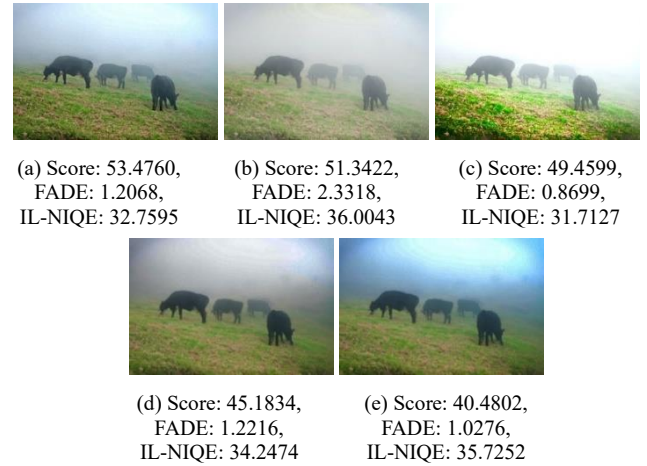 (a) Score: 53.4760,
FADE: 1.2068,
IL-NIQE: 32.7595
(b) Score: 51.3422,
FADE: 2.3318,
IL-NIQE: 36.0043
(c) Score: 49.4599,
FADE: 0.8699,
IL-NIQE: 31.7127
(d) Score: 45.1834,
FADE: 1.2216,
IL-NIQE: 34.2474
(e) Score: 40.4802,
FADE: 1.0276,
IL-NIQE: 35.7252